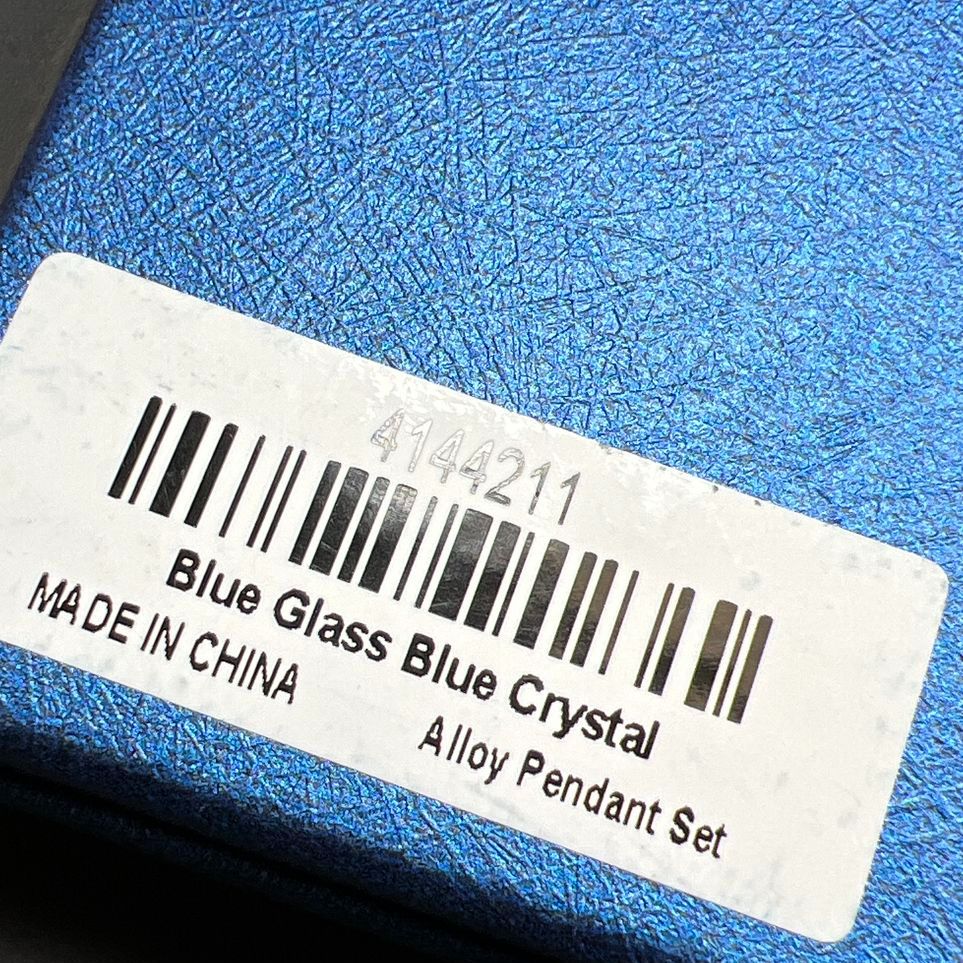 4144211
Blue Glass Blue Crystal
MADE IN CHINA
Alloy Pendant Set